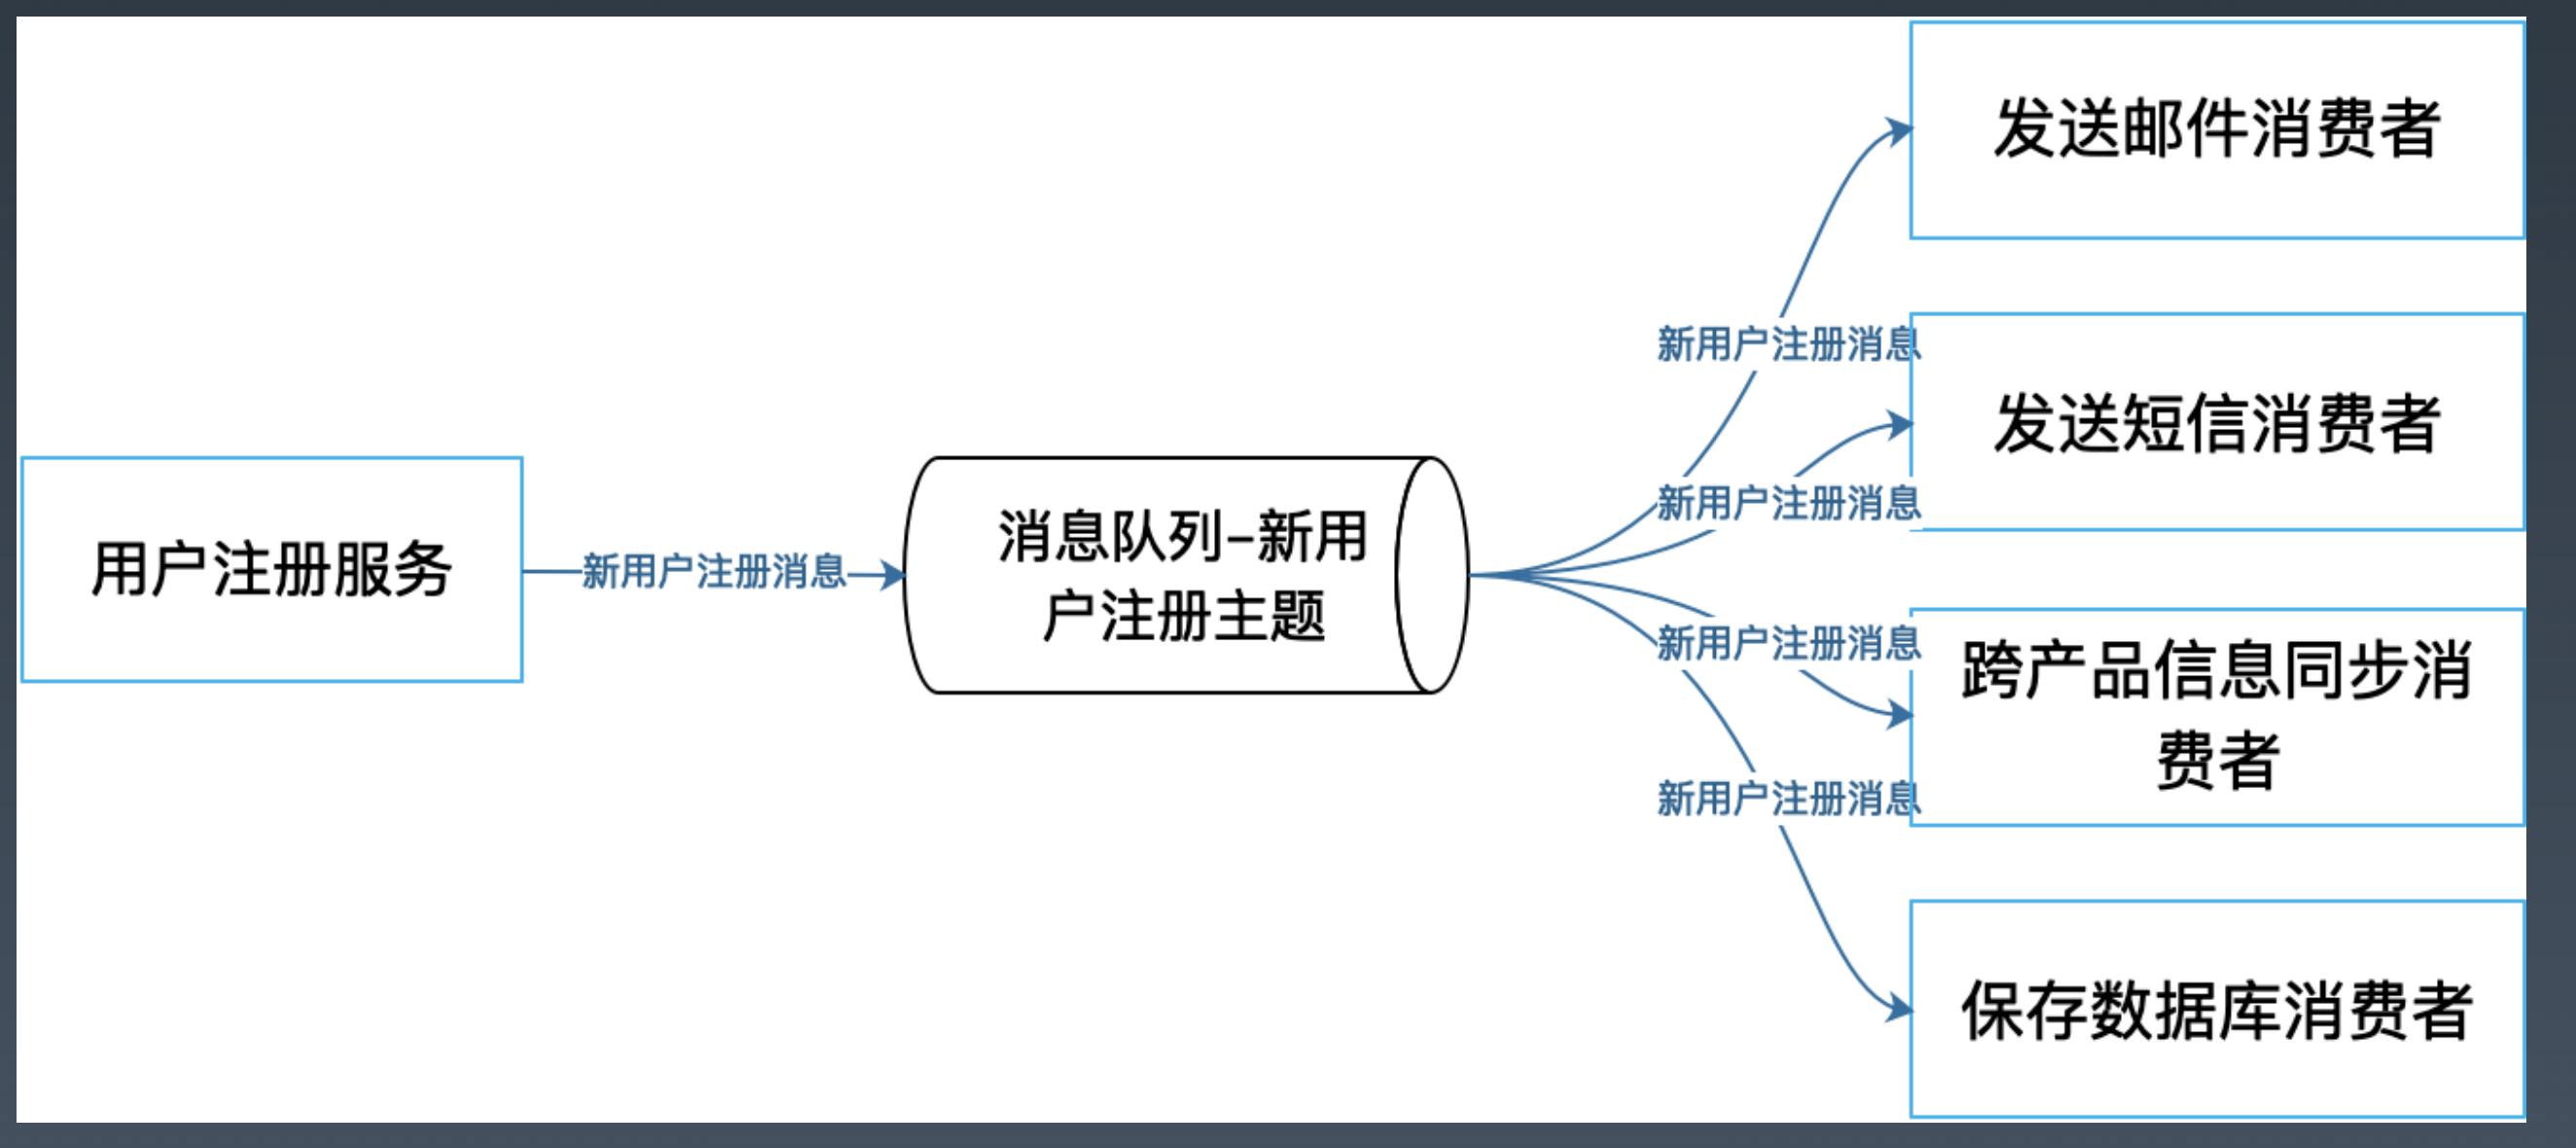 用户注册服务
新用户注册消息
消息队列-新用
户注册主题
新用户注册消息
新用户注册消息
新用户注册消息
新用户注册消息
发送邮件消费者
发送短信消费者
跨产品信息同步消
费者
保存数据库消费者